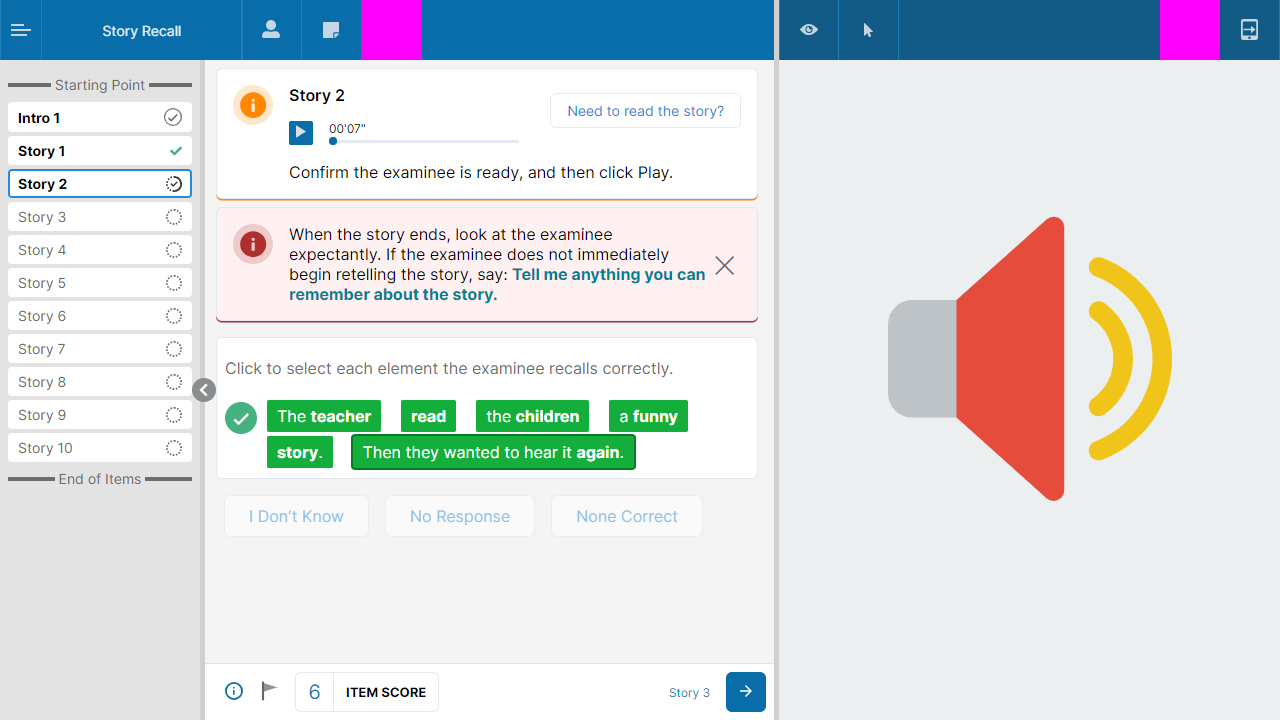 Story Recall
Starting Point
Intro 1
Story 1
Story 2
Story 3
Story 4
Story 5
Story 6
Story 7
Story 8
Story 9
Story 10
End of Items
Story 2
Need to read the story?
00'07"
Confirm the examinee is ready, and then click Play.
When the story ends, look at the examinee
expectantly. If the examinee does not immediately
begin retelling the story, say: Tell me anything you can
remember about the story.
Click to select each element the examinee recalls correctly.
The teacher read the children a funny
story. Then they wanted to hear it again.
I Don’t Know No Response None Correct
6 ITEM SCORE
Story 3